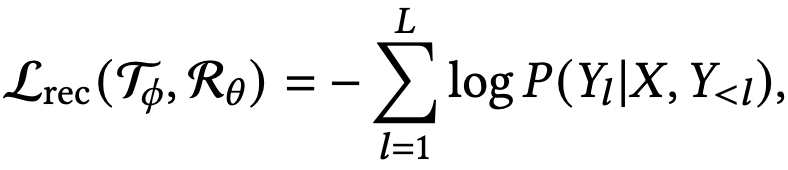 ℒ_rec(𝒯_ϕ, ℛ_θ) = − ∑_{l=1}^{L} log P(Y_l|X, Y_{<l}),